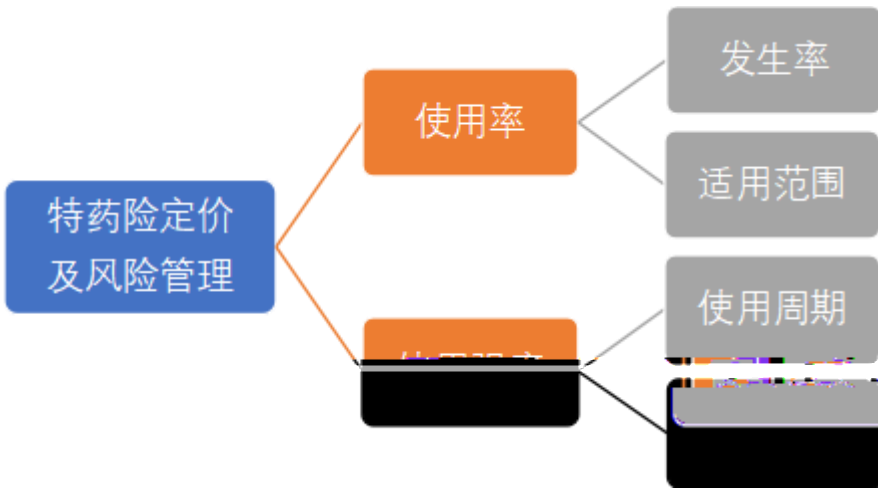 特药险定价
及风险管理
使用率
发生率
适用范围
使用周期